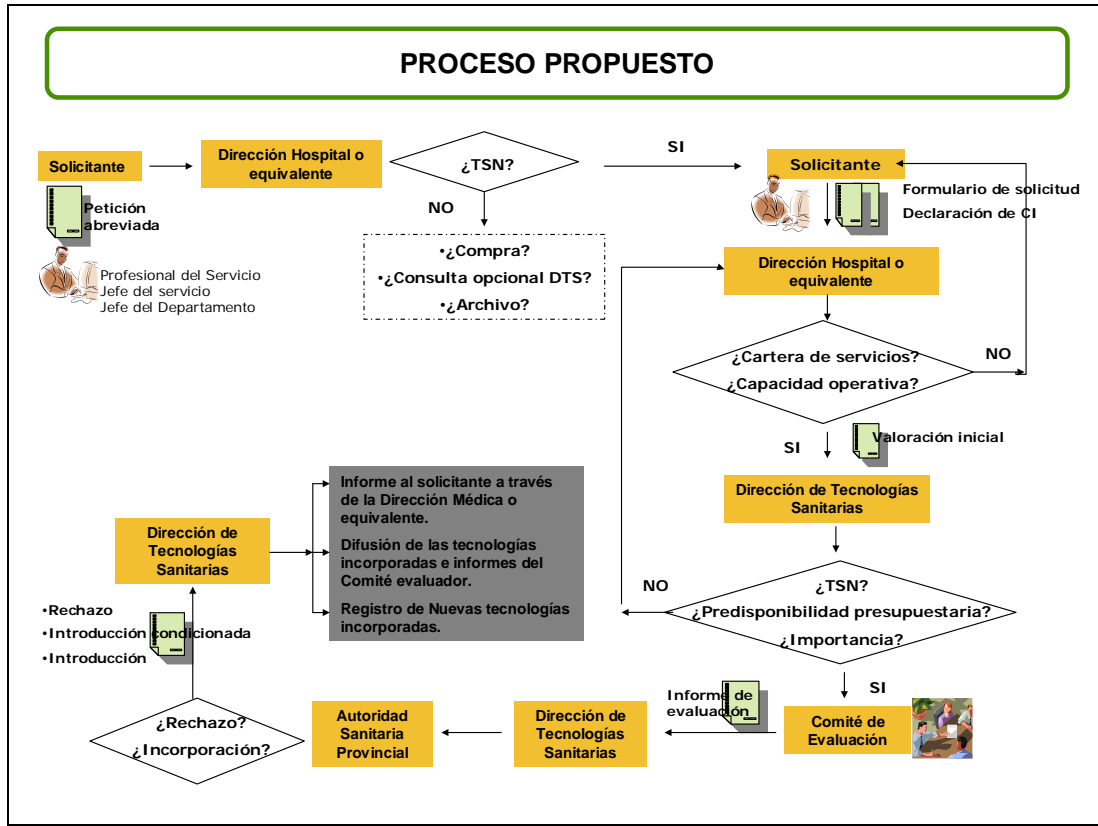 PROCESO PROPUESTO
Solicitante
Petición
abreviada
Profesional del Servicio
Jefe del servicio
Jefe del Departamento
Dirección Hospital o
equivalente
¿TSN?
SI
NO
•¿Compra?
•¿Consulta opcional DTS?
•¿Archivo?
Solicitante
Formulario de solicitud
Declaración de CI
Dirección Hospital o
equivalente
¿Cartera de servicios?
¿Capacidad operativa?
NO
SI
Valoración inicial
Dirección de Tecnologías
Sanitarias
¿TSN?
¿Predisponibilidad presupuestaria?
¿Importancia?
NO
SI
Comité de
Evaluación
Informe de
evaluación
Dirección de
Tecnologías
Sanitarias
Autoridad
Sanitaria
Provincial
¿Rechazo?
¿Incorporación?
•Rechazo
•Introducción condicionada
•Introducción
Dirección de
Tecnologías
Sanitarias
Informe al solicitante a través
de la Dirección Médica o
equivalente.
Difusión de las tecnologías
incorporadas e informes del
Comité evaluador.
Registro de Nuevas tecnologías
incorporadas.